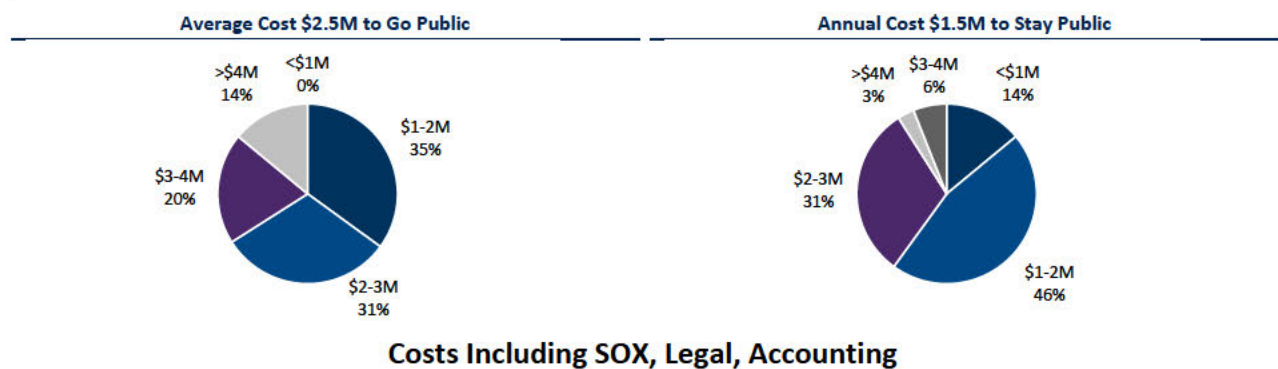 Average Cost $2.5M to Go Public
>$4M
14%
<$1M
0%
$1-2M
35%
$3-4M
20%
$2-3M
31%
Annual Cost $1.5M to Stay Public
>$4M
3%
$3-4M
6%
<$1M
14%
$2-3M
31%
$1-2M
46%
Costs Including SOX, Legal, Accounting